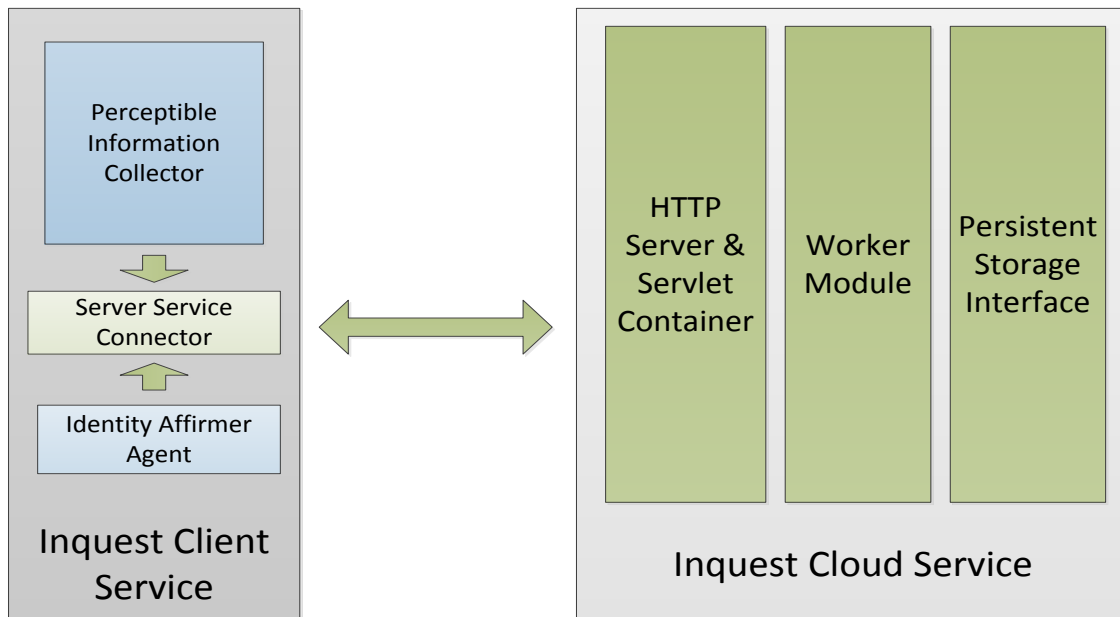 Perceptible
Information
Collector
Server Service
Connector
Identity Affirmer
Agent
Inquest Client
Service
HTTP
Server &
Servlet
Container
Worker
Module
Persistent
Storage
Interface
Inquest Cloud Service